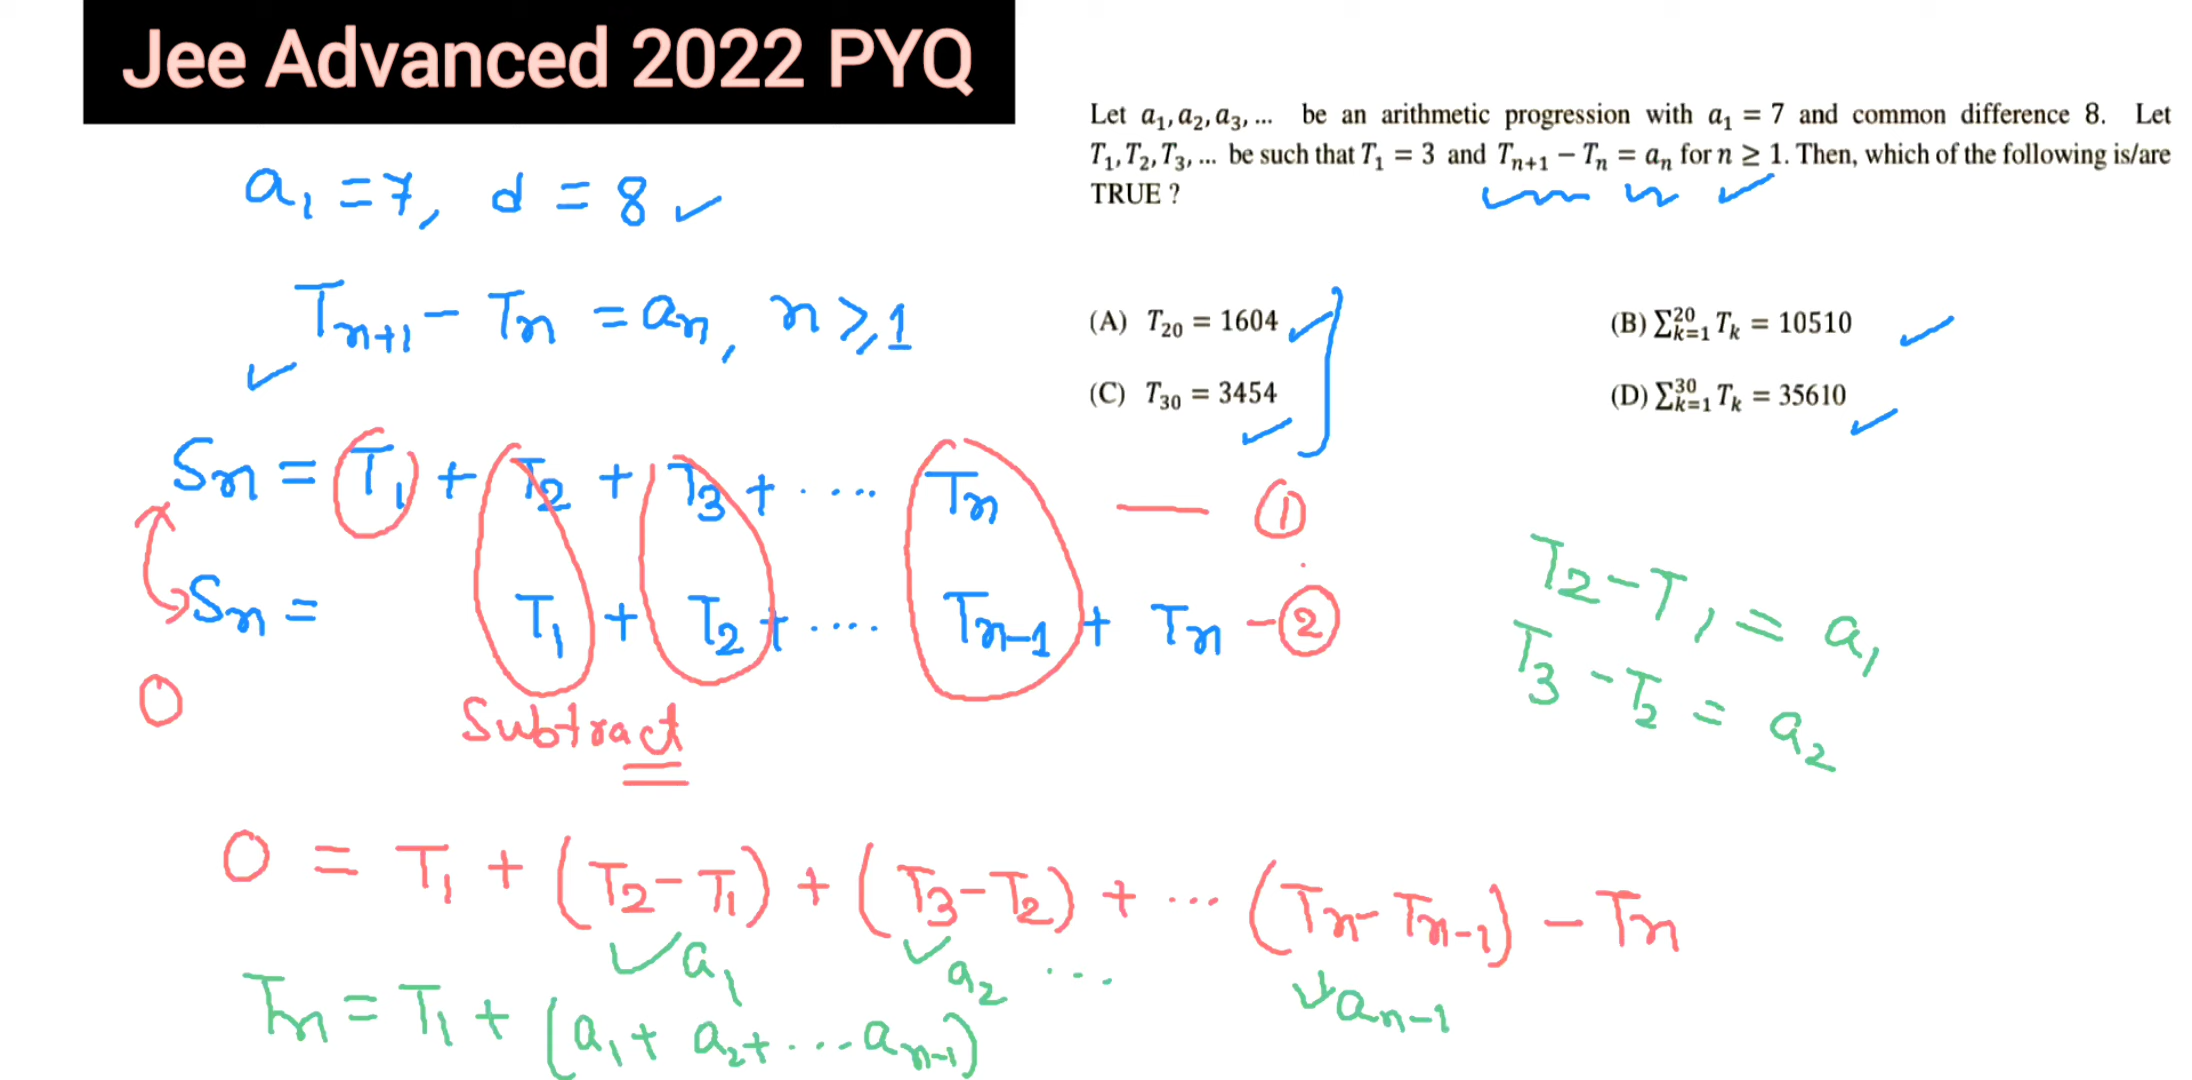 Jee Advanced 2022 PYQ
Let a₁, a₂, a₃, ... be an arithmetic progression with a₁ = 7 and common difference 8. Let
T₁, T₂, T₃, ... be such that T₁ = 3 and Tₙ₊₁ − Tₙ = aₙ for n ≥ 1. Then, which of the following is/are
TRUE ?
(A) T₂₀ = 1604
(B) ∑²⁰ₖ₌₁ Tₖ = 10510
(C) T₃₀ = 3454
(D) ∑³⁰ₖ₌₁ Tₖ = 35610
a₁ = 7, d = 8 ✓
Tₙ₊₁ − Tₙ = aₙ, n ≥ 1
Sₙ = T₁ + T₂ + T₃ + ..... Tₙ — ①
Sₙ = T₁ + T₂ + ..... Tₙ₋₁ + Tₙ − ②
0
Subtract
T₂ − T₁ = a₁
T₃ − T₂ = a₂
0 = T₁ + (T₂ − T₁) + (T₃ − T₂) + ... (Tₙ − Tₙ₋₁) − Tₙ
a₁ a₂ ... aₙ₋₁
Tₙ = T₁ + (a₁ + a₂ + .... aₙ₋₁)